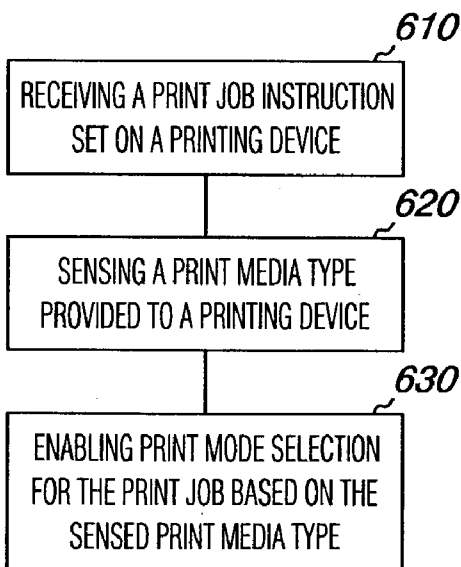 610
RECEIVING A PRINT JOB INSTRUCTION
SET ON A PRINTING DEVICE
620
SENSING A PRINT MEDIA TYPE
PROVIDED TO A PRINTING DEVICE
630
ENABLING PRINT MODE SELECTION
FOR THE PRINT JOB BASED ON THE
SENSED PRINT MEDIA TYPE